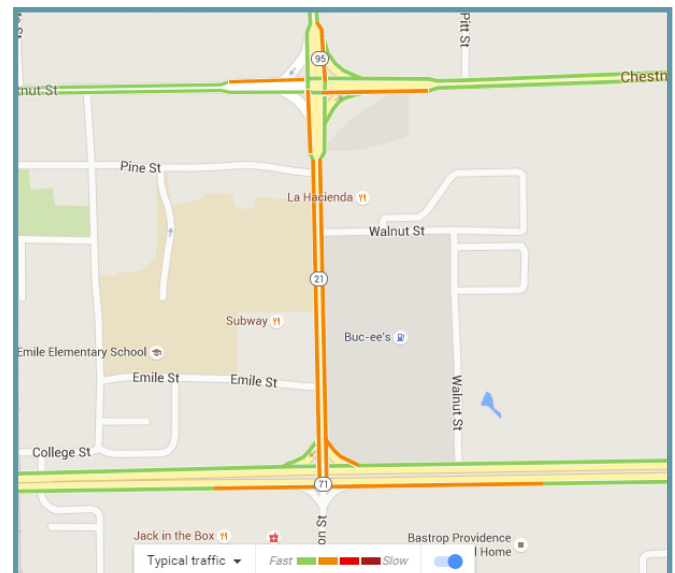 Pitt St
95
nut St
Chestn
Pine St
La Hacienda
Walnut St
21
Subway
Buc-ee's
Emile Elementary School
Emile St
Emile St
Walnut St
College St
71
on St
Jack in the Box
Bastrop Providence
l Home
Typical traffic
Fast
Slow